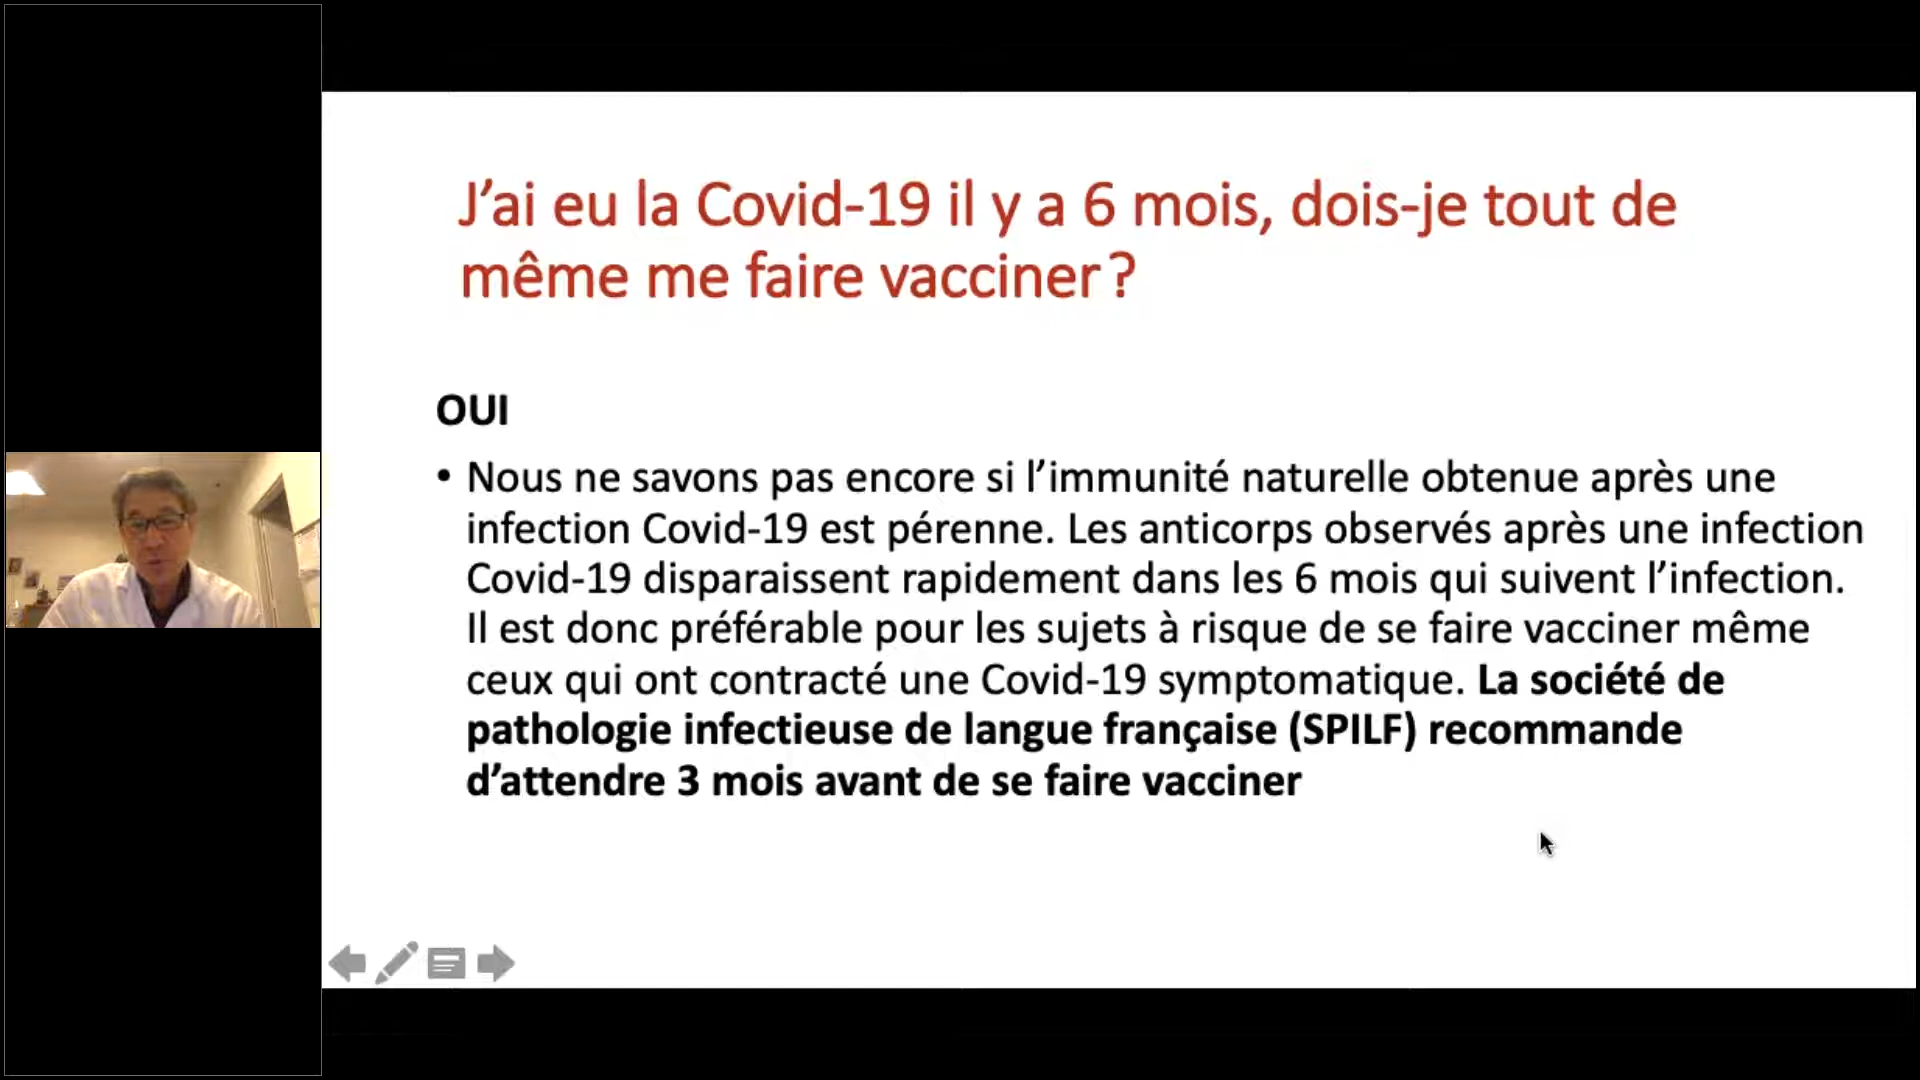 J’ai eu la Covid-19 il y a 6 mois, dois-je tout de
même me faire vacciner ?
OUI
• Nous ne savons pas encore si l’immunité naturelle obtenue après une
infection Covid-19 est pérenne. Les anticorps observés après une infection
Covid-19 disparaissent rapidement dans les 6 mois qui suivent l’infection.
Il est donc préférable pour les sujets à risque de se faire vacciner même
ceux qui ont contracté une Covid-19 symptomatique. La société de
pathologie infectieuse de langue française (SPILF) recommande
d’attendre 3 mois avant de se faire vacciner